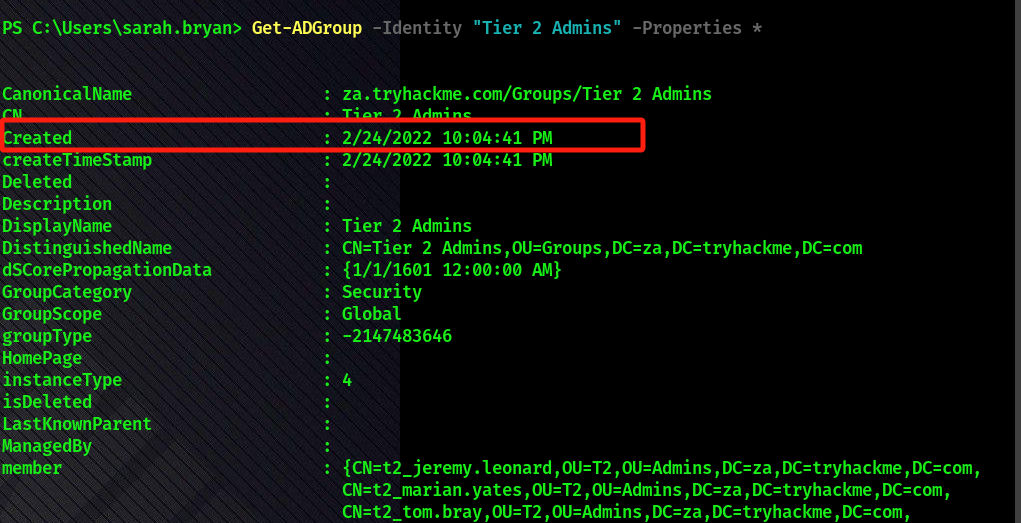 PS C:\Users\sarah.bryan> Get-ADGroup -Identity "Tier 2 Admins" -Properties *
CanonicalName : za.tryhackme.com/Groups/Tier 2 Admins
CN : Tier 2 Admins
Created : 2/24/2022 10:04:41 PM
createTimeStamp : 2/24/2022 10:04:41 PM
Deleted :
Description :
DisplayName : Tier 2 Admins
DistinguishedName : CN=Tier 2 Admins,OU=Groups,DC=za,DC=tryhackme,DC=com
dSCorePropagationData : {1/1/1601 12:00:00 AM}
GroupCategory : Security
GroupScope : Global
groupType : -2147483646
HomePage :
instanceType : 4
isDeleted :
LastKnownParent :
ManagedBy :
member : {CN=t2_jeremy.leonard,OU=T2,OU=Admins,DC=za,DC=tryhackme,DC=com,
CN=t2_marian.yates,OU=T2,OU=Admins,DC=za,DC=tryhackme,DC=com,
CN=t2_tom.bray,OU=T2,OU=Admins,DC=za,DC=tryhackme,DC=com,